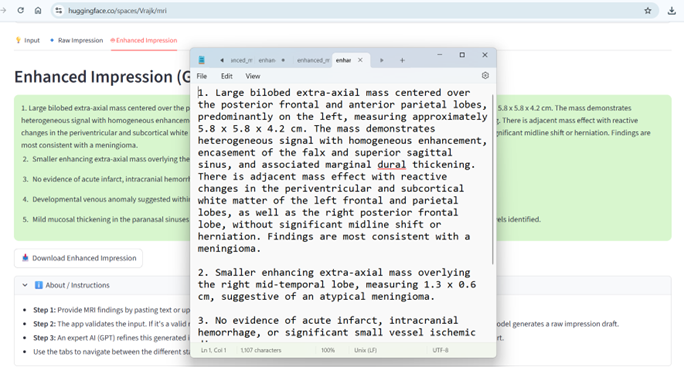 huggingface.co/spaces/Vrajk/mri
Input
Raw Impression
Enhanced Impression
Enhanced Impression (G
1. Large bilobed extra-axial mass centered over the p
heterogeneous signal with homogeneous enhancem
changes in the periventricular and subcortical white
most consistent with a meningioma.
2. Smaller enhancing extra-axial mass overlying the
3. No evidence of acute infarct, intracranial hemorrh
4. Developmental venous anomaly suggested within
5. Mild mucosal thickening in the paranasal sinuses
5.8 x 5.8 x 4.2 cm. The mass demonstrates
There is adjacent mass effect with reactive
gnificant midline shift or herniation. Findings are
els identified.
Download Enhanced Impression
About / Instructions
Step 1: Provide MRI findings by pasting text or up
Step 2: The app validates the input. If it's a valid
Step 3: An expert AI (GPT) refines this generated
Use the tabs to navigate between the different sta
odel generates a raw impression draft.
rt.
enhan
enhanced_m
enhan
File Edit View
1. Large bilobed extra-axial mass centered over
the posterior frontal and anterior parietal lobes,
predominantly on the left, measuring approximately
5.8 x 5.8 x 4.2 cm. The mass demonstrates
heterogeneous signal with homogeneous enhancement,
encasement of the falx and superior sagittal
sinus, and associated marginal dural thickening.
There is adjacent mass effect with reactive
changes in the periventricular and subcortical
white matter of the left frontal and parietal
lobes, as well as the right posterior frontal
lobe, without significant midline shift or
herniation. Findings are most consistent with a
meningioma.
2. Smaller enhancing extra-axial mass overlying
the right mid-temporal lobe, measuring 1.3 x 0.6
cm, suggestive of an atypical meningioma.
3. No evidence of acute infarct, intracranial
hemorrhage, or significant small vessel ischemic
Ln 1, Col 1 1,107 characters 100% Unix (LF) UTF-8